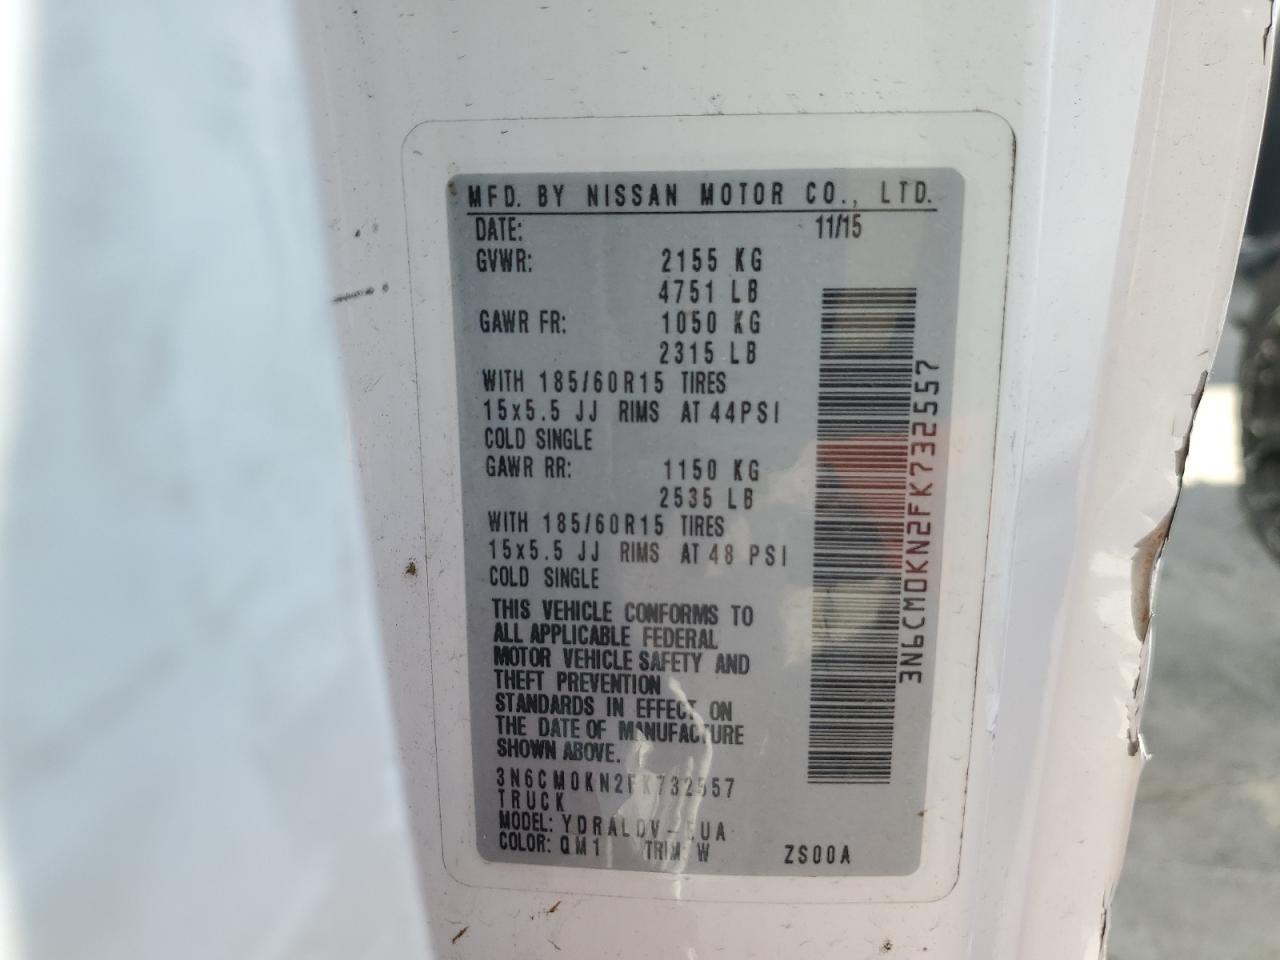 MFD. BY NISSAN MOTOR CO., LTD.
DATE: 11/15
GVWR: 2155 KG
4751 LB
GAWR FR: 1050 KG
2315 LB
WITH 185/60R15 TIRES
15x5.5 JJ RIMS AT 44PSI
COLD SINGLE
GAWR RR: 1150 KG
2535 LB
WITH 185/60R15 TIRES
15x5.5 JJ RIMS AT 48 PSI
COLD SINGLE
THIS VEHICLE CONFORMS TO
ALL APPLICABLE FEDERAL
MOTOR VEHICLE SAFETY AND
THEFT PREVENTION
STANDARDS IN EFFECT ON
THE DATE OF MANUFACTURE
SHOWN ABOVE.
3N6CM0KN2FK732557
TRUCK
MODEL:
COLOR: QM1 TRIM: W ZS00A
3N6CM0KN2FK732557